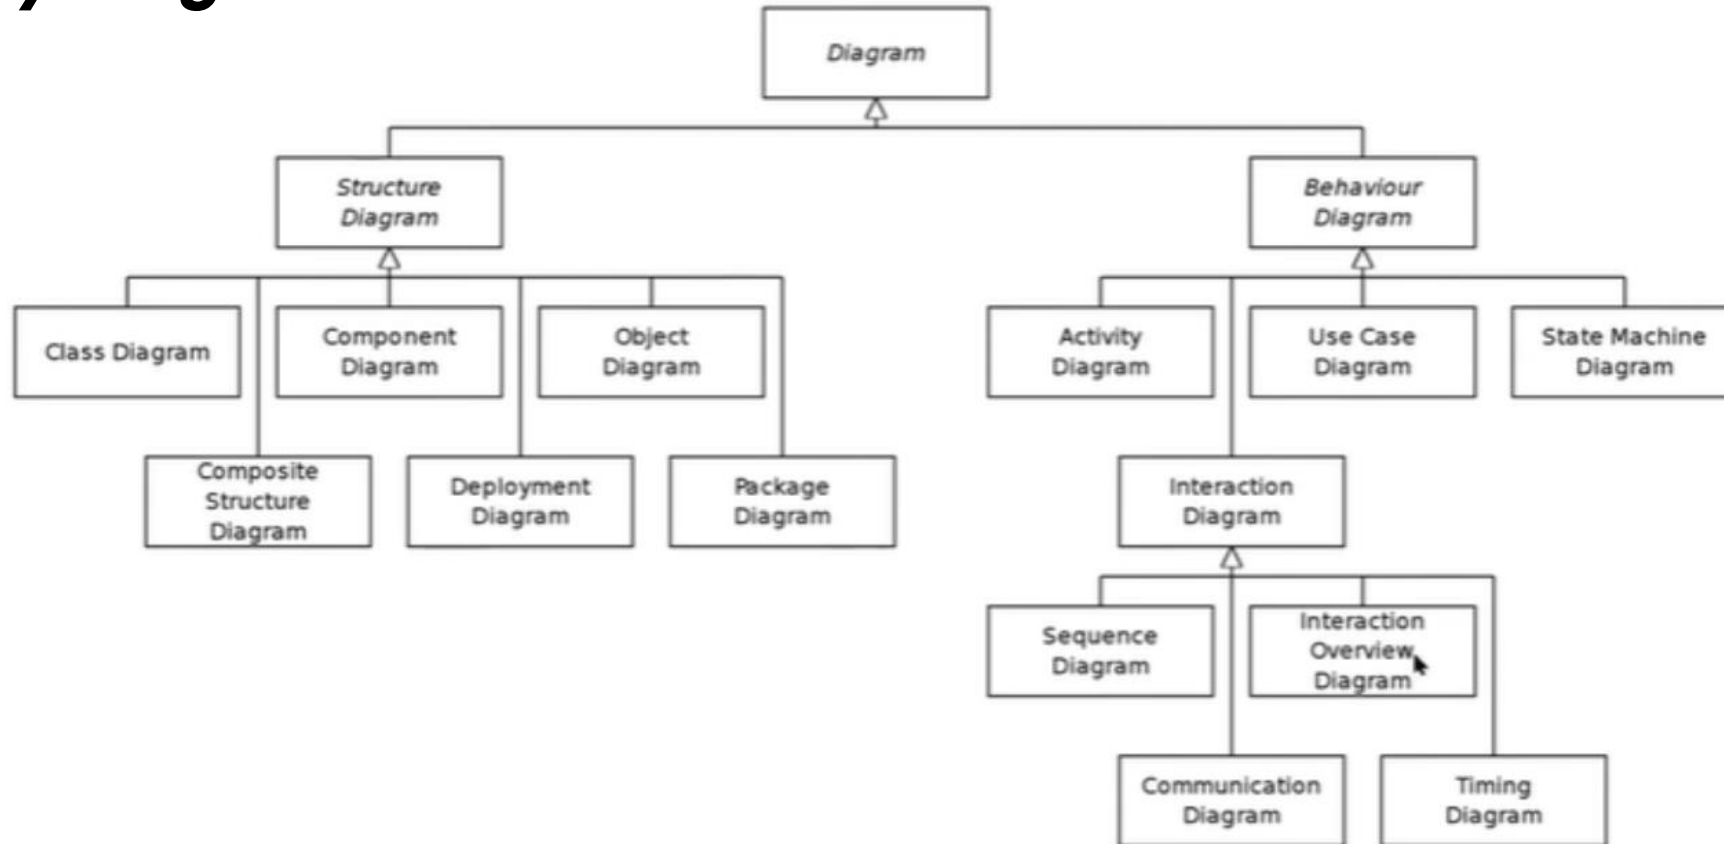 Diagram
Structure
Diagram
Behaviour
Diagram
Class Diagram
Component
Diagram
Object
Diagram
Activity
Diagram
Use Case
Diagram
State Machine
Diagram
Composite
Structure
Diagram
Deployment
Diagram
Package
Diagram
Interaction
Diagram
Sequence
Diagram
Interaction
Overview
Diagram
Communication
Diagram
Timing
Diagram